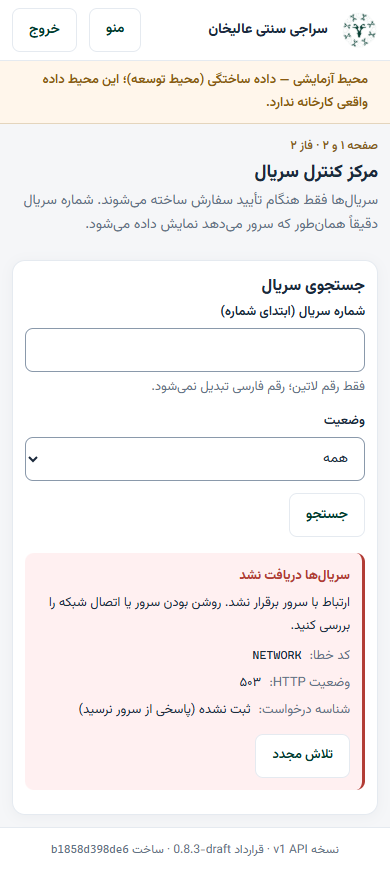 سراجی سنتی عالیخان
منو
خروج
محیط آزمایشی — داده ساختگی (محیط توسعه)؛ این محیط داده
واقعی کارخانه ندارد.
صفحه ۱ و ۲ · فاز ۲
مرکز کنترل سریال
سریال‌ها فقط هنگام تأیید سفارش ساخته می‌شوند. شماره سریال
دقیقاً همان‌طور که سرور می‌دهد نمایش داده می‌شود.
جستجوی سریال
شماره سریال (ابتدای شماره)
فقط رقم لاتین؛ رقم فارسی تبدیل نمی‌شود.
وضعیت
همه
جستجو
سریال‌ها دریافت نشد
ارتباط با سرور برقرار نشد. روشن بودن سرور یا اتصال شبکه را
بررسی کنید.
کد خطا: NETWORK
وضعیت HTTP: ۵۰۳
شناسه درخواست: ثبت نشده (پاسخی از سرور نرسید)
تلاش مجدد
نسخه API v1 · قرارداد 0.8.3-draft · ساخت b1858d398de6